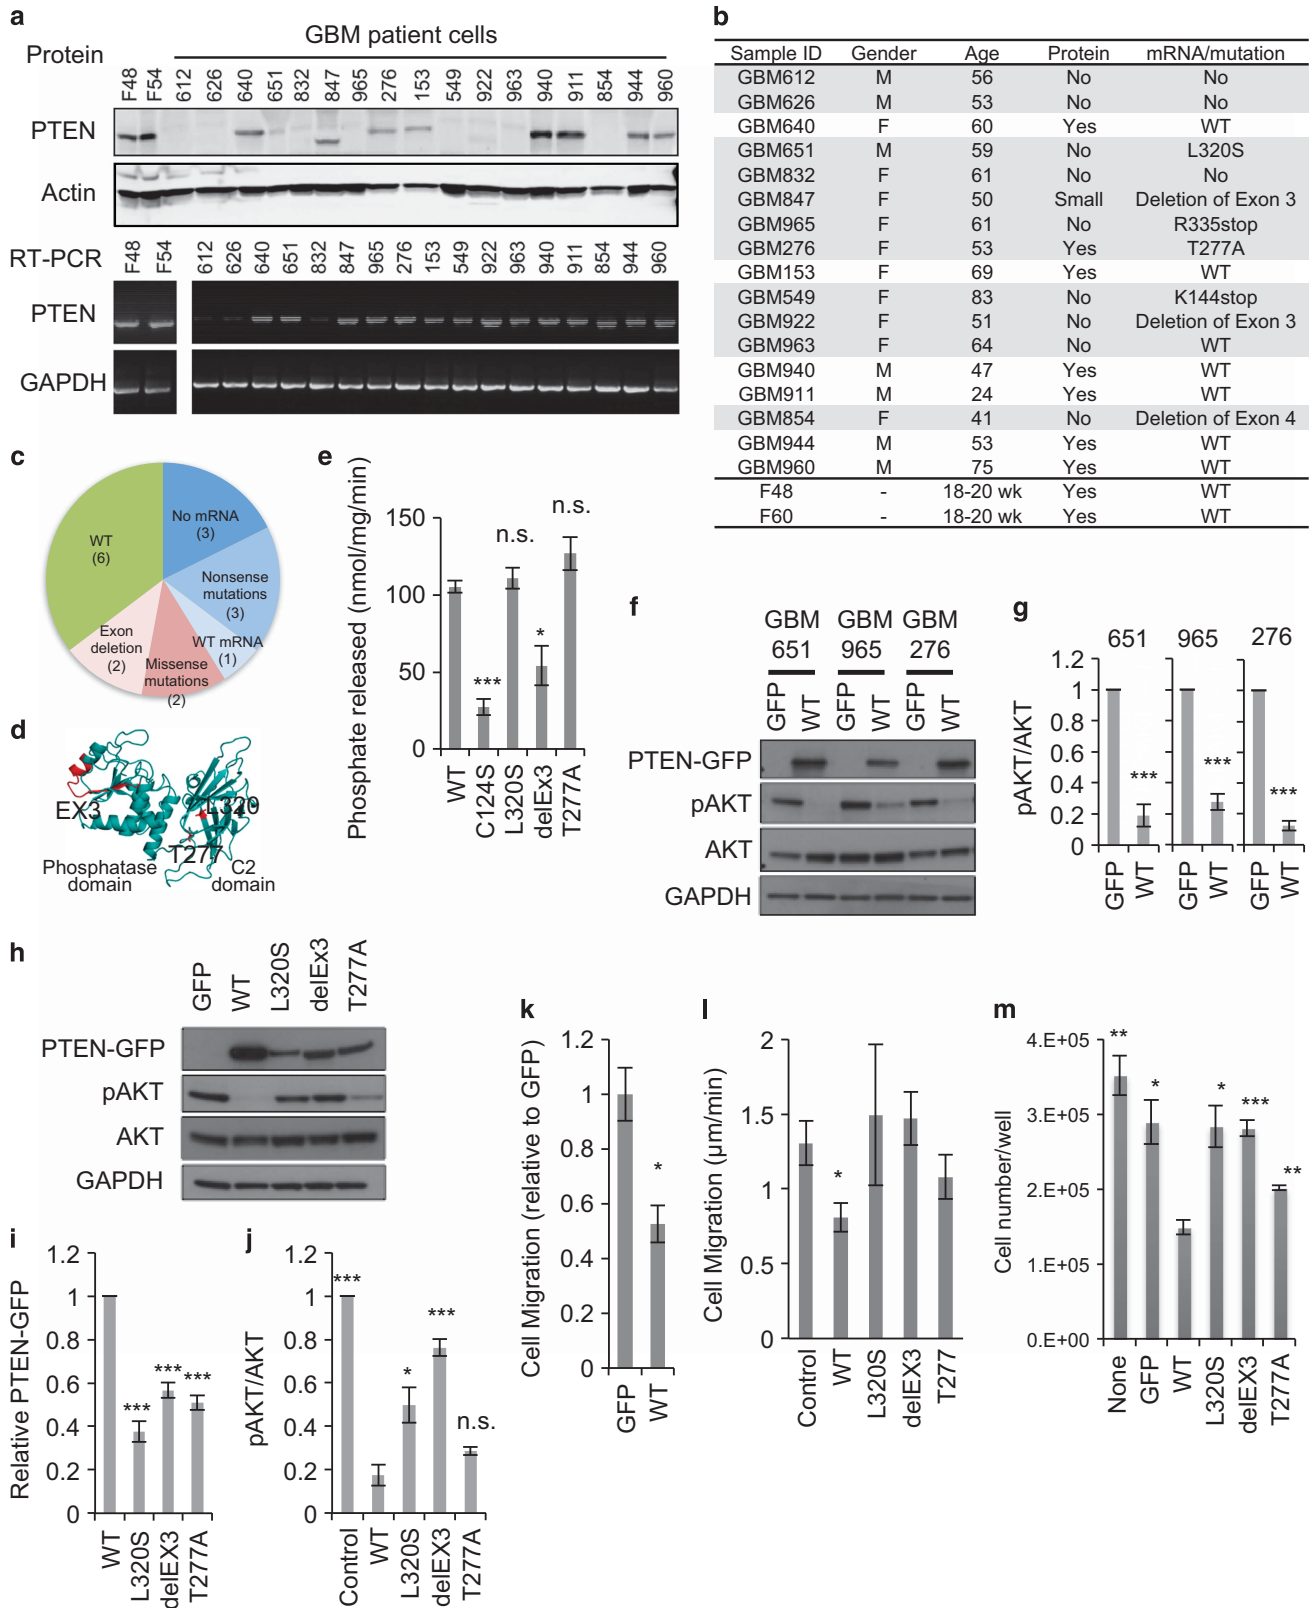 a
Protein
GBM patient cells
F48 F54 612 626 640 651 832 847 965 276 153 549 922 963 940 911 854 944 960
PTEN
Actin
RT-PCR
F48 F54 612 626 640 651 832 847 965 276 153 549 922 963 940 911 854 944 960
PTEN
GAPDH
b
Sample ID Gender Age Protein mRNA/mutation
GBM612 M 56 No No
GBM626 M 53 No No
GBM640 F 60 Yes WT
GBM651 M 59 No L320S
GBM832 F 61 No No
GBM847 F 50 Small Deletion of Exon 3
GBM965 F 61 No R335stop
GBM276 F 53 Yes T277A
GBM153 F 69 Yes WT
GBM549 F 83 No K144stop
GBM922 F 51 No Deletion of Exon 3
GBM963 F 64 No WT
GBM940 M 47 Yes WT
GBM911 M 24 Yes WT
GBM854 F 41 No Deletion of Exon 4
GBM944 M 53 Yes WT
GBM960 M 75 Yes WT
F48 - 18-20 wk Yes WT
F60 - 18-20 wk Yes WT
c
WT
(6)
No mRNA
(3)
Nonsense
mutations
(3)
WT mRNA
(1)
Missense
mutations
(2)
Exon
deletion
(2)
d
EX3
L320
T277
Phosphatase
domain
C2
domain
e
Phosphate released (nmol/mg/min)
150
100
50
0
***
n.s.
*
n.s.
WT C124S L320S delEx3 T277A
f
GBM GBM GBM
651 965 276
GFP WT GFP WT GFP WT
PTEN-GFP
pAKT
AKT
GAPDH
g
651 965 276
pAKT/AKT
1.2
1
0.8
0.6
0.4
0.2
0
*** *** ***
GFP WT GFP WT GFP WT
h
GFP WT L320S delEx3 T277A
PTEN-GFP
pAKT
AKT
GAPDH
i
Relative PTEN-GFP
1.2
1
0.8
0.6
0.4
0.2
0
*** *** ***
WT L320S delEX3 T277A
j
pAKT/AKT
1.2
1
0.8
0.6
0.4
0.2
0
*** * *** n.s.
Control WT L320S delEX3 T277A
k
Cell Migration (relative to GFP)
1.2
1
0.8
0.6
0.4
0.2
0
*
GFP WT
l
Cell Migration (µm/min)
2
1.5
1
0.5
0
*
Control WT L320S delEX3 T277
m
Cell number/well
4.E+05
3.E+05
2.E+05
1.E+05
0.E+00
** * * *** **
None GFP WT L320S delEX3 T277A